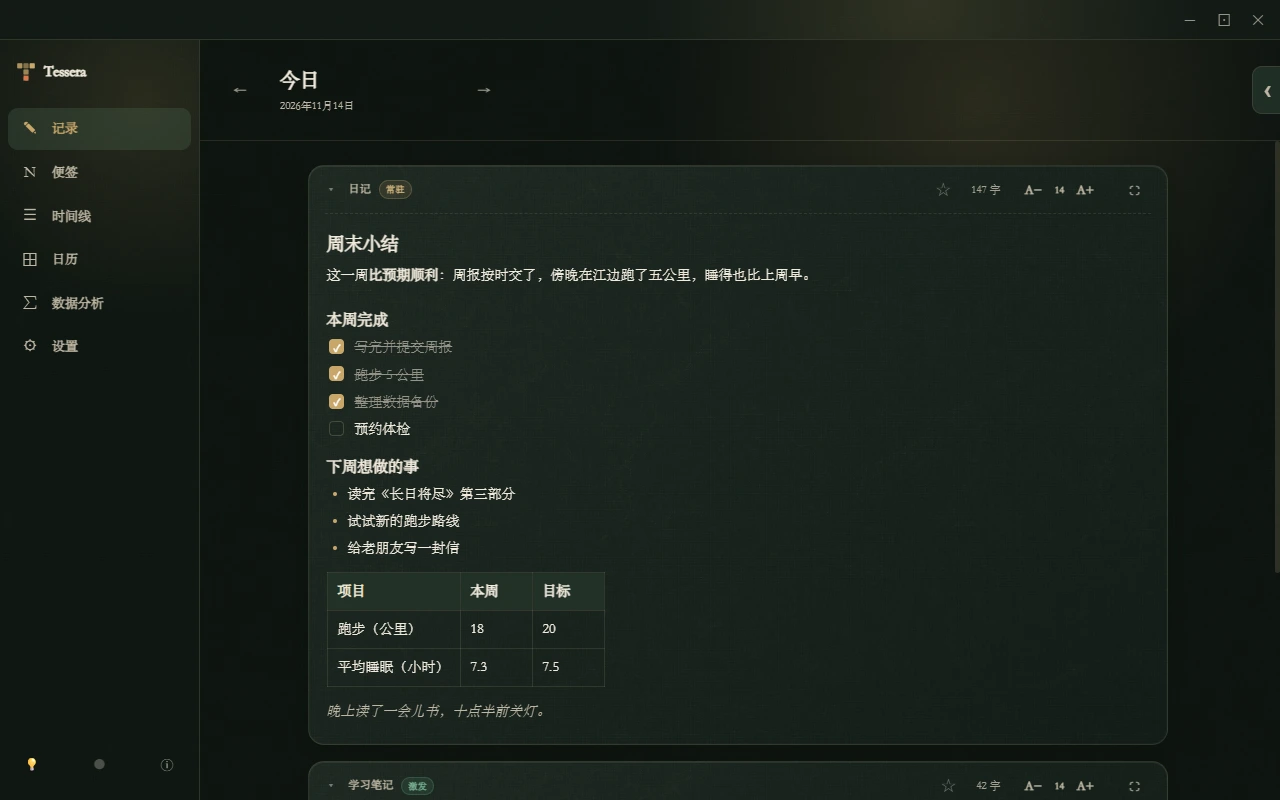 Tessera
记录
N 便签
时间线
日历
数据分析
设置
今日
2026年11月14日
日记 常驻 147 字 A− 14 A+
周末小结
这一周比预期顺利：周报按时交了，傍晚在江边跑了五公里，睡得也比上周早。
本周完成
写完并提交周报
跑步 5 公里
整理数据备份
预约体检
下周想做的事
读完《长日将尽》第三部分
试试新的跑步路线
给老朋友写一封信
项目 本周 目标
跑步（公里） 18 20
平均睡眠（小时） 7.3 7.5
晚上读了一会儿书，十点半前关灯。
学习笔记 激发 42 字 A− 14 A+